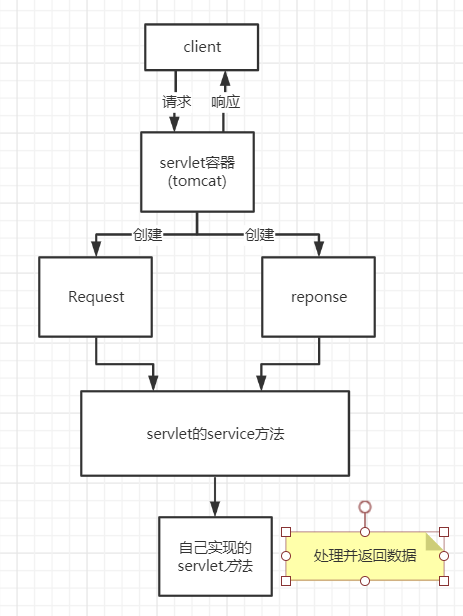 client
请求
响应
servlet容器
(tomcat)
创建
创建
Request
reponse
servlet的service方法
自己实现的
servlet方法
处理并返回数据